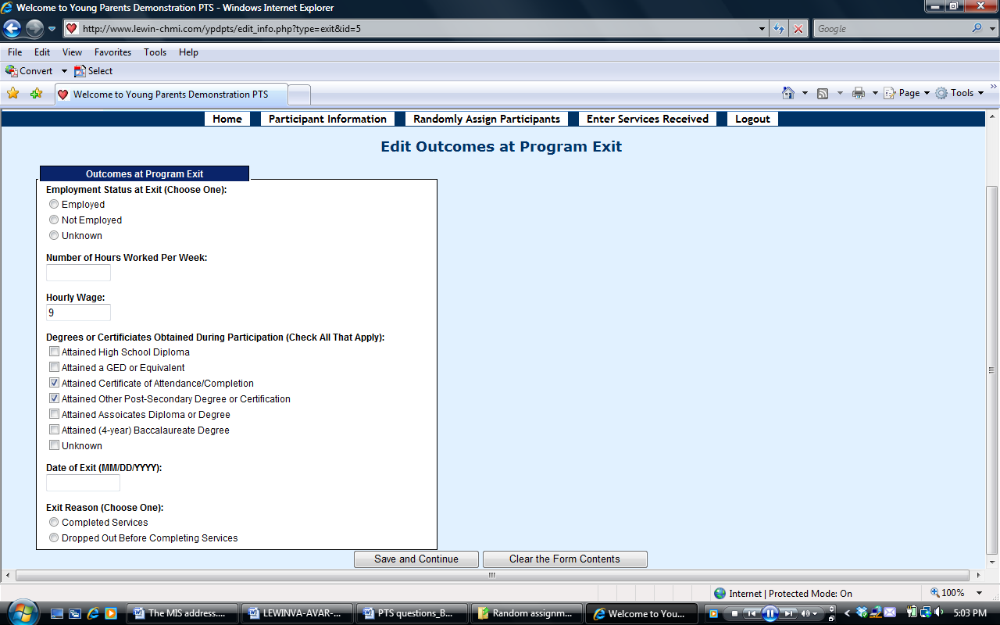 Welcome to Young Parents Demonstration PTS - Windows Internet Explorer
http://www.lewin-chmi.com/ypdpts/edit_info.php?type=exit&id=5
Google
File Edit View Favorites Tools Help
Convert Select
Welcome to Young Parents Demonstration PTS
Page Tools
Home Participant Information Randomly Assign Participants Enter Services Received Logout
Edit Outcomes at Program Exit
Outcomes at Program Exit
Employment Status at Exit (Choose One):
Employed
Not Employed
Unknown
Number of Hours Worked Per Week:
Hourly Wage:
9
Degrees or Certificiates Obtained During Participation (Check All That Apply):
Attained High School Diploma
Attained a GED or Equivalent
Attained Certificate of Attendance/Completion
Attained Other Post-Secondary Degree or Certification
Attained Assoicates Diploma or Degree
Attained (4-year) Baccalaureate Degree
Unknown
Date of Exit (MM/DD/YYYY):
Exit Reason (Choose One):
Completed Services
Dropped Out Before Completing Services
Save and Continue Clear the Form Contents
Internet | Protected Mode: On 100%
The MIS address.... LEWINVA-AVAR-... PTS questions_B... Random assignm... Welcome to You... 5:03 PM